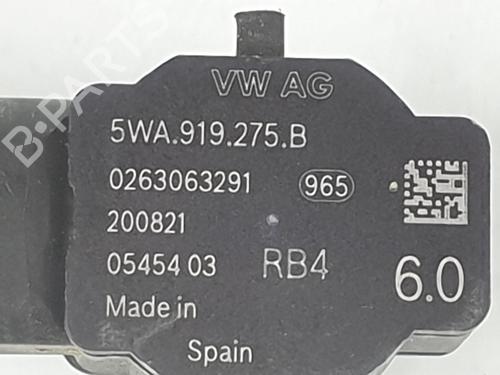 VW AG
5WA.919.275.B
0263063291 965
200821
05454 03 RB4 6.0
Made in
Spain
B-PARTS